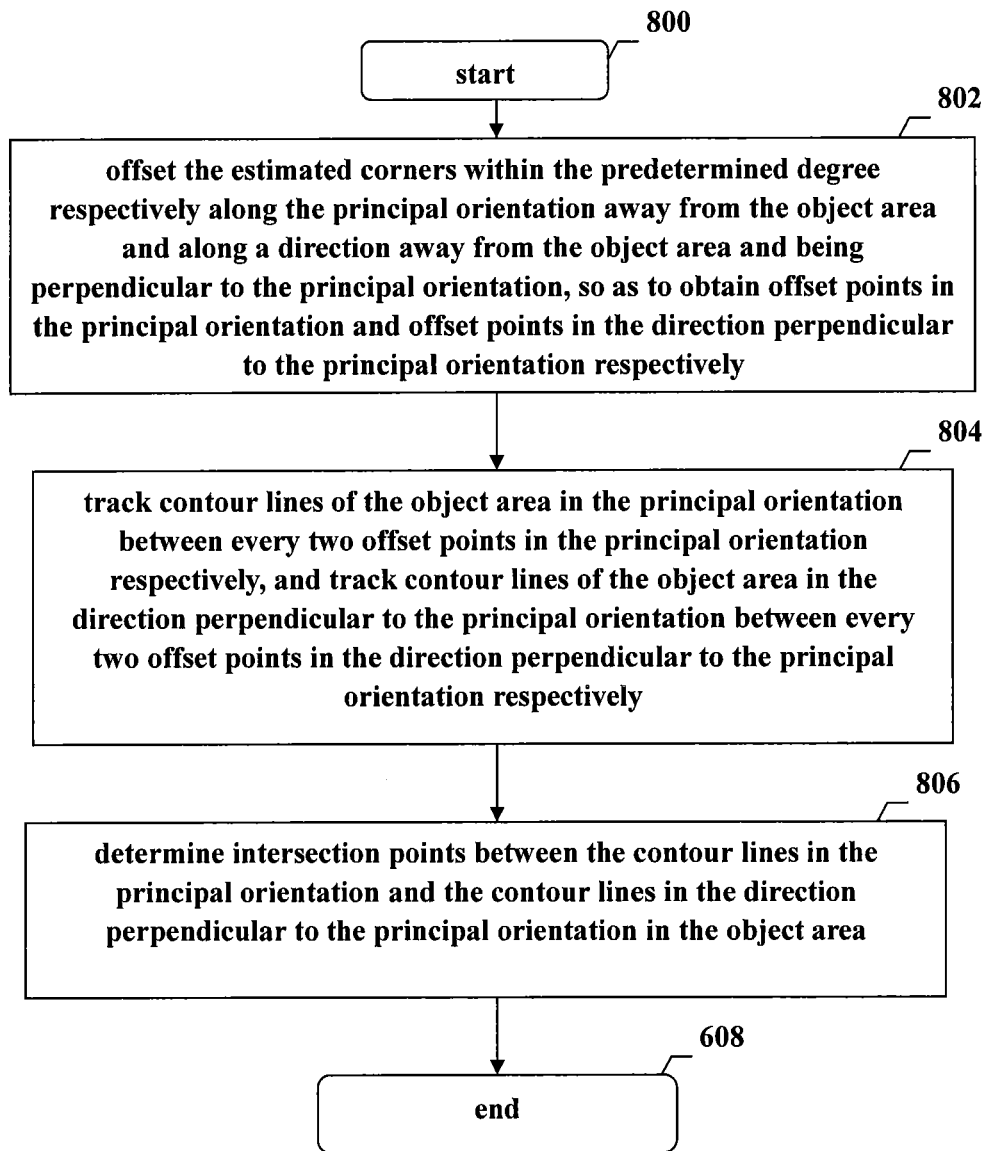 800
start
802
offset the estimated corners within the predetermined degree
respectively along the principal orientation away from the object area
and along a direction away from the object area and being
perpendicular to the principal orientation, so as to obtain offset points in
the principal orientation and offset points in the direction perpendicular
to the principal orientation respectively
804
track contour lines of the object area in the principal orientation
between every two offset points in the principal orientation
respectively, and track contour lines of the object area in the
direction perpendicular to the principal orientation between every
two offset points in the direction perpendicular to the principal
orientation respectively
806
determine intersection points between the contour lines in the
principal orientation and the contour lines in the direction
perpendicular to the principal orientation in the object area
608
end